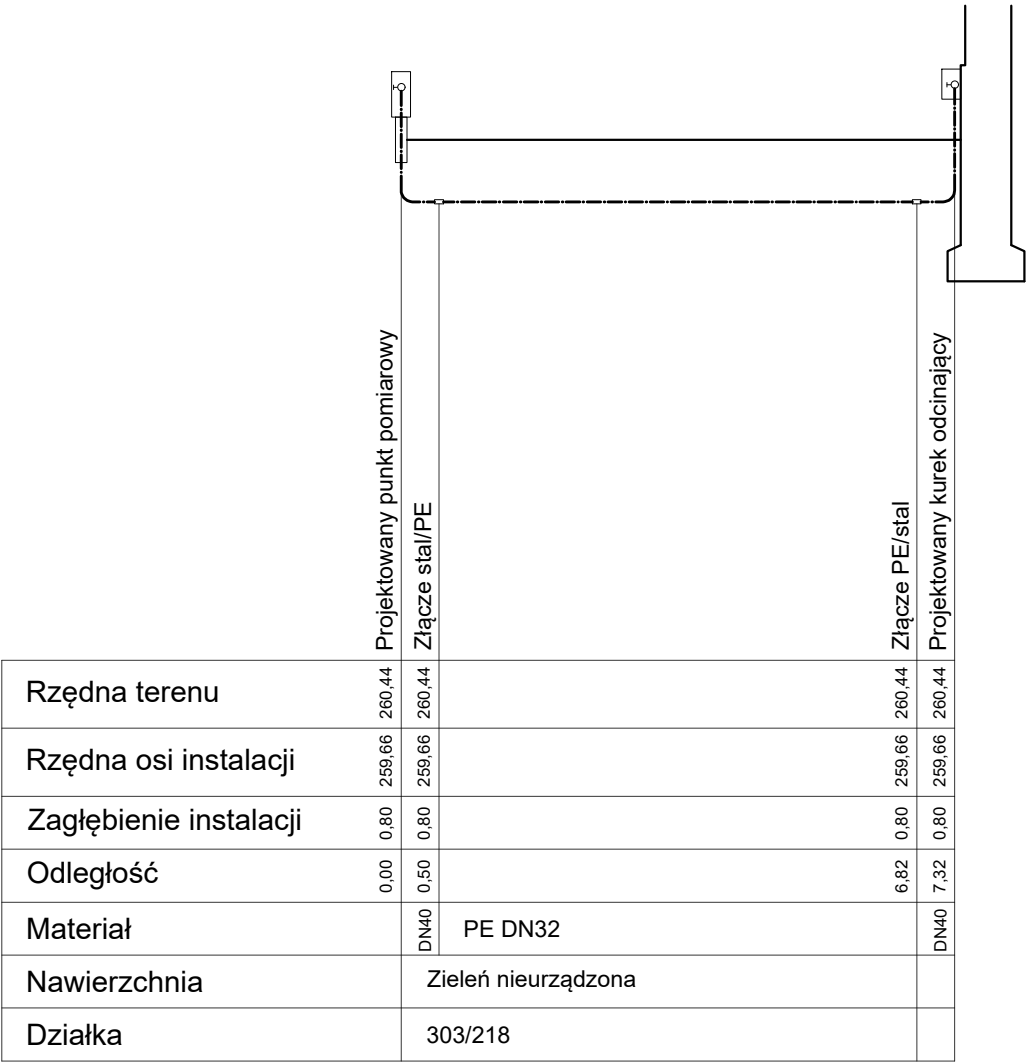 Projektowany punkt pomiarowy
Złącze stal/PE
Złącze PE/stal
Projektowany kurek odcinający
Rzędna terenu 260,44 260,44 260,44 260,44
Rzędna osi instalacji 259,66 259,66 259,66 259,66
Zagłębienie instalacji 0,80 0,80 0,80 0,80
Odległość 0,00 0,50 6,82 7,32
Materiał DN40 PE DN32 DN40
Nawierzchnia Zieleń nieurządzona
Działka 303/218